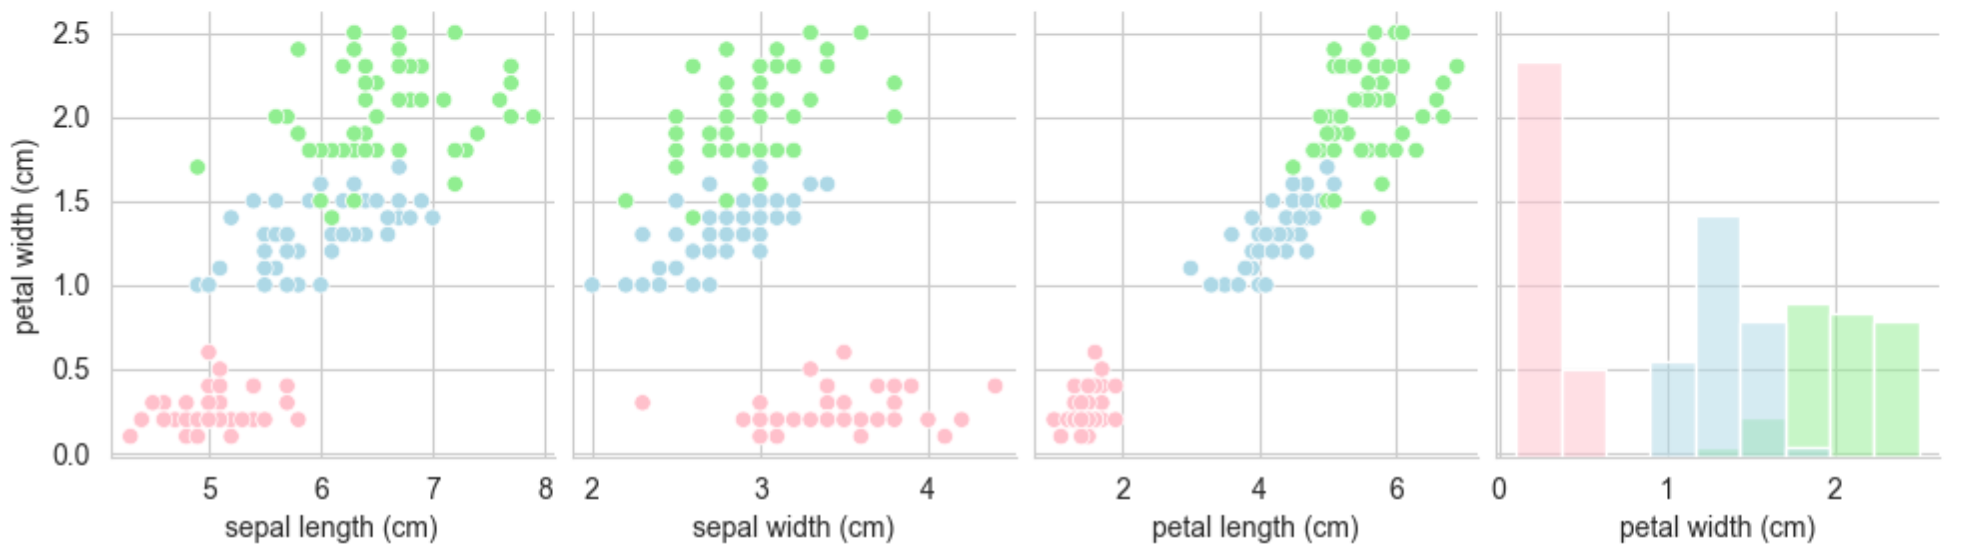 petal width (cm)
2.5
2.0
1.5
1.0
0.5
0.0
5 6 7 8
sepal length (cm)
2 3 4
sepal width (cm)
2 4 6
petal length (cm)
0 1 2
petal width (cm)